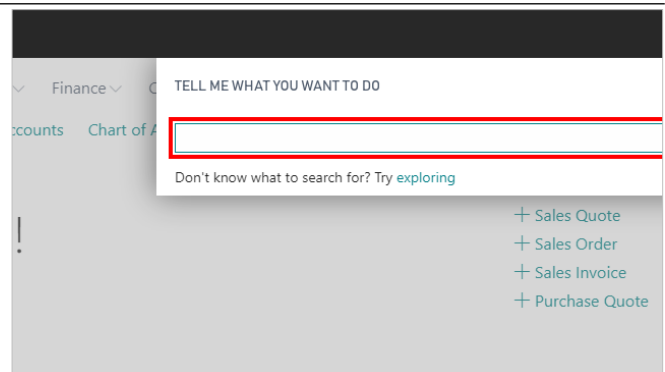 Finance
TELL ME WHAT YOU WANT TO DO
Chart of
Don't know what to search for? Try exploring
!
+ Sales Quote
+ Sales Order
+ Sales Invoice
+ Purchase Quote